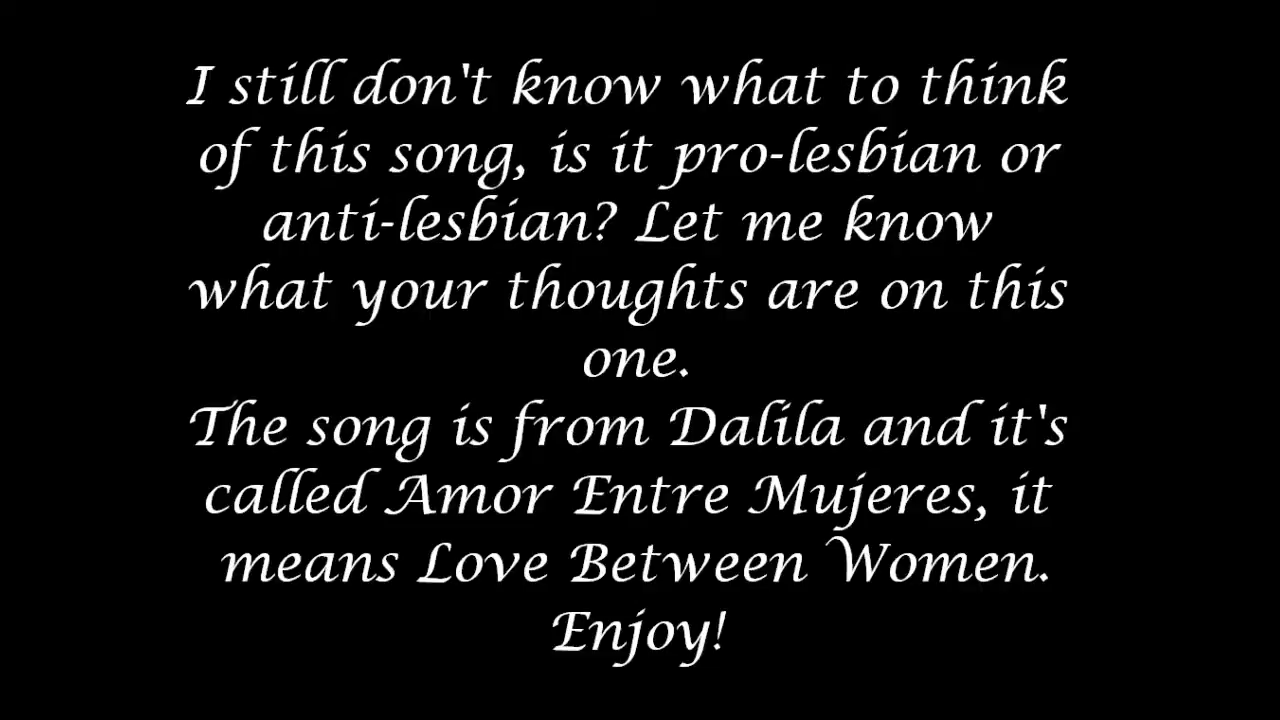 I still don't know what to think
of this song, is it pro-lesbian or
anti-lesbian? Let me know
what your thoughts are on this
one.
The song is from Dalila and it's
called Amor Entre Mujeres, it
means Love Between Women.
Enjoy!